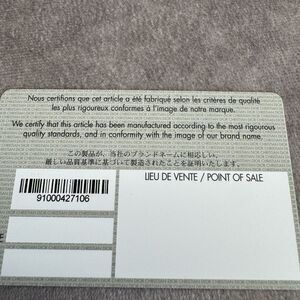 Nous certifions que cet article a été fabriqué selon les critères de qualité
les plus rigoureux conformes à l'image de notre marque.
We certify that this article has been manufactured according to the most rigourous
quality standards, and in conformity with the image of our brand name.
この製品が、当社のブランドネームに相応しい、
厳しい品質基準に基づいて製造されたことを証明いたします。
LIEU DE VENTE / POINT OF SALE
91000427106